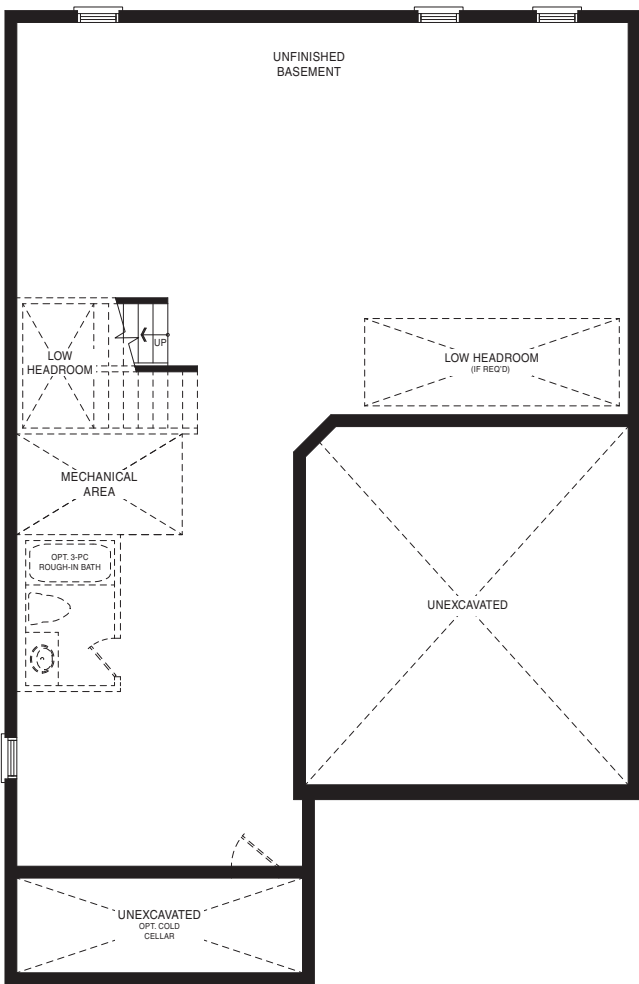 UNFINISHED
BASEMENT
UP
LOW
HEADROOM
LOW HEADROOM
(IF REQ'D)
MECHANICAL
AREA
OPT. 3-PC
ROUGH-IN BATH
UNEXCAVATED
UNEXCAVATED
OPT. COLD
CELLAR